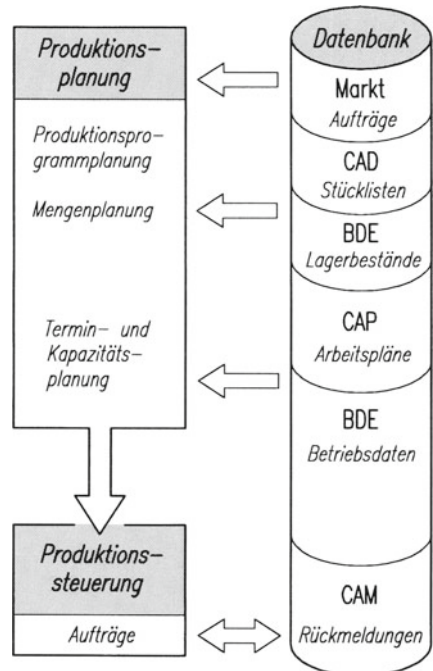 Produktions-
planung
Produktionspro-
grammplanung
Mengenplanung
Termin- und
Kapazitäts-
planung
Produktions-
steuerung
Aufträge
Datenbank
Markt
Aufträge
CAD
Stücklisten
BDE
Lagerbestände
CAP
Arbeitspläne
BDE
Betriebsdaten
CAM
Rückmeldungen